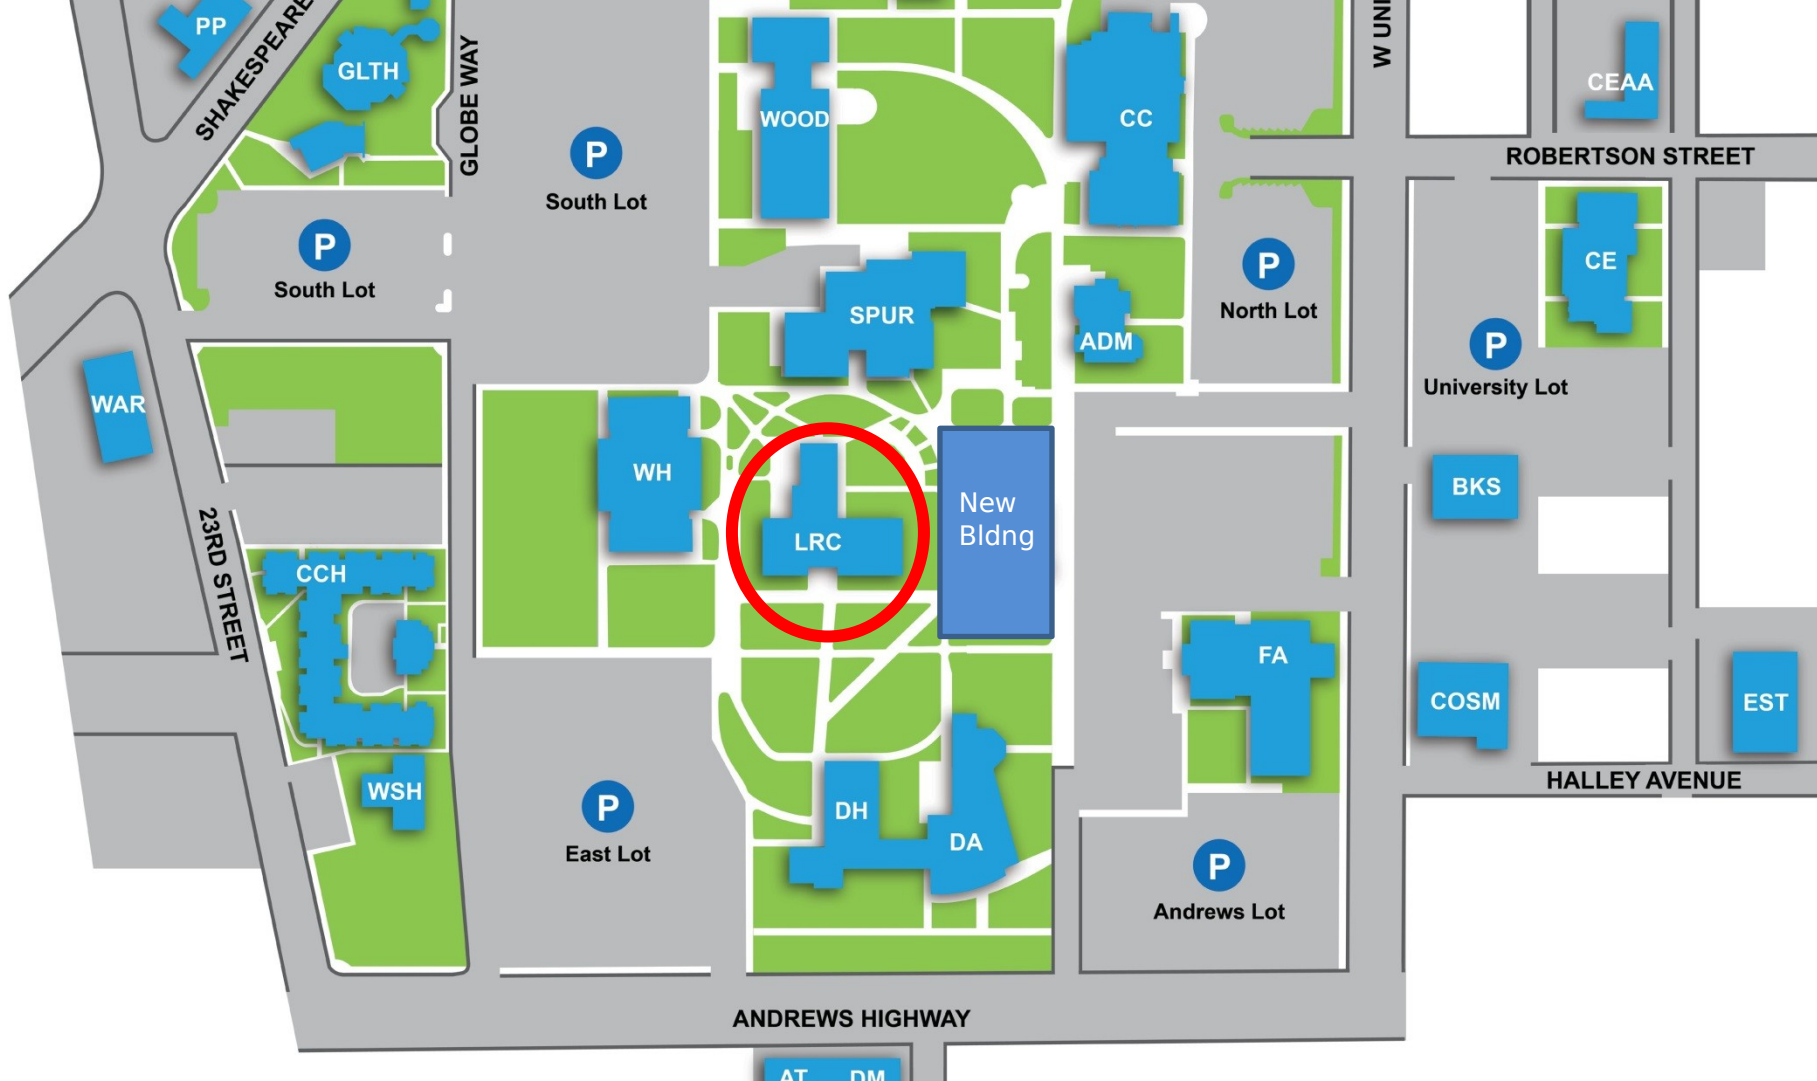 PP
SHAKESPEARE
GLTH
GLOBE WAY
P
South Lot
WOOD
CC
W UNI
CEAA
ROBERTSON STREET
P
South Lot
SPUR
ADM
P
North Lot
CE
P
University Lot
WAR
WH
LRC
New
Bldng
BKS
23RD STREET
CCH
FA
COSM
EST
WSH
P
East Lot
DH
DA
HALLEY AVENUE
P
Andrews Lot
ANDREWS HIGHWAY
AT DM